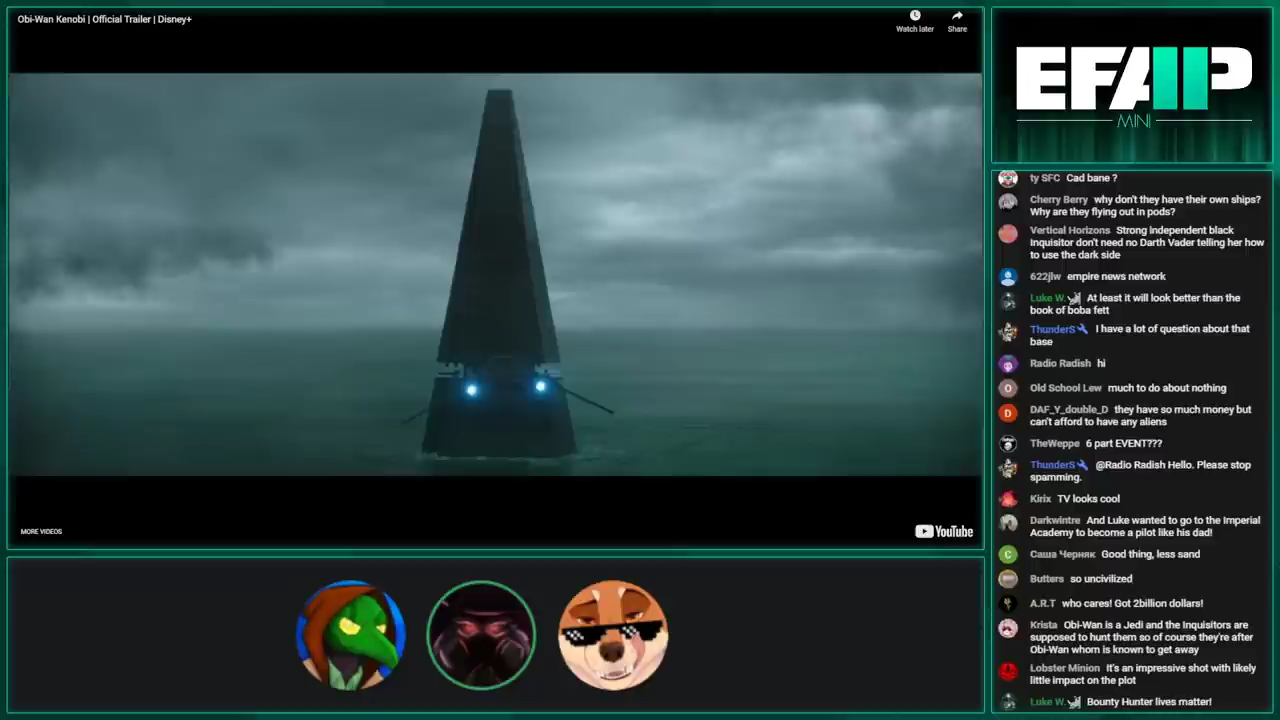 Obi-Wan Kenobi | Official Trailer | Disney+
Watch later
Share
MORE VIDEOS
YouTube
EFAP
MINI
ty SFC Cad bane ?
Cherry Berry why don't they have their own ships?
Why are they flying out in pods?
Vertical Horizons Strong independent black
Inquisitor don't need no Darth Vader telling her how
to use the dark side
622jlw empire news network
Luke W. At least it will look better than the
book of boba fett
ThunderS I have a lot of question about that
base
Radio Radish hi
Old School Lew much to do about nothing
DAF_Y_double_D they have so much money but
can't afford to have any aliens
TheWeppe 6 part EVENT???
ThunderS @Radio Radish Hello. Please stop
spamming.
Kirix TV looks cool
Darkwintre And Luke wanted to go to the Imperial
Academy to become a pilot like his dad!
Саша Черняк Good thing, less sand
Butters so uncivilized
A.R.T who cares! Got 2billion dollars!
Krista Obi-Wan is a Jedi and the Inquisitors are
supposed to hunt them so of course they're after
Obi-Wan whom is known to get away
Lobster Minion It's an impressive shot with likely
little impact on the plot
Luke W. Bounty Hunter lives matter!